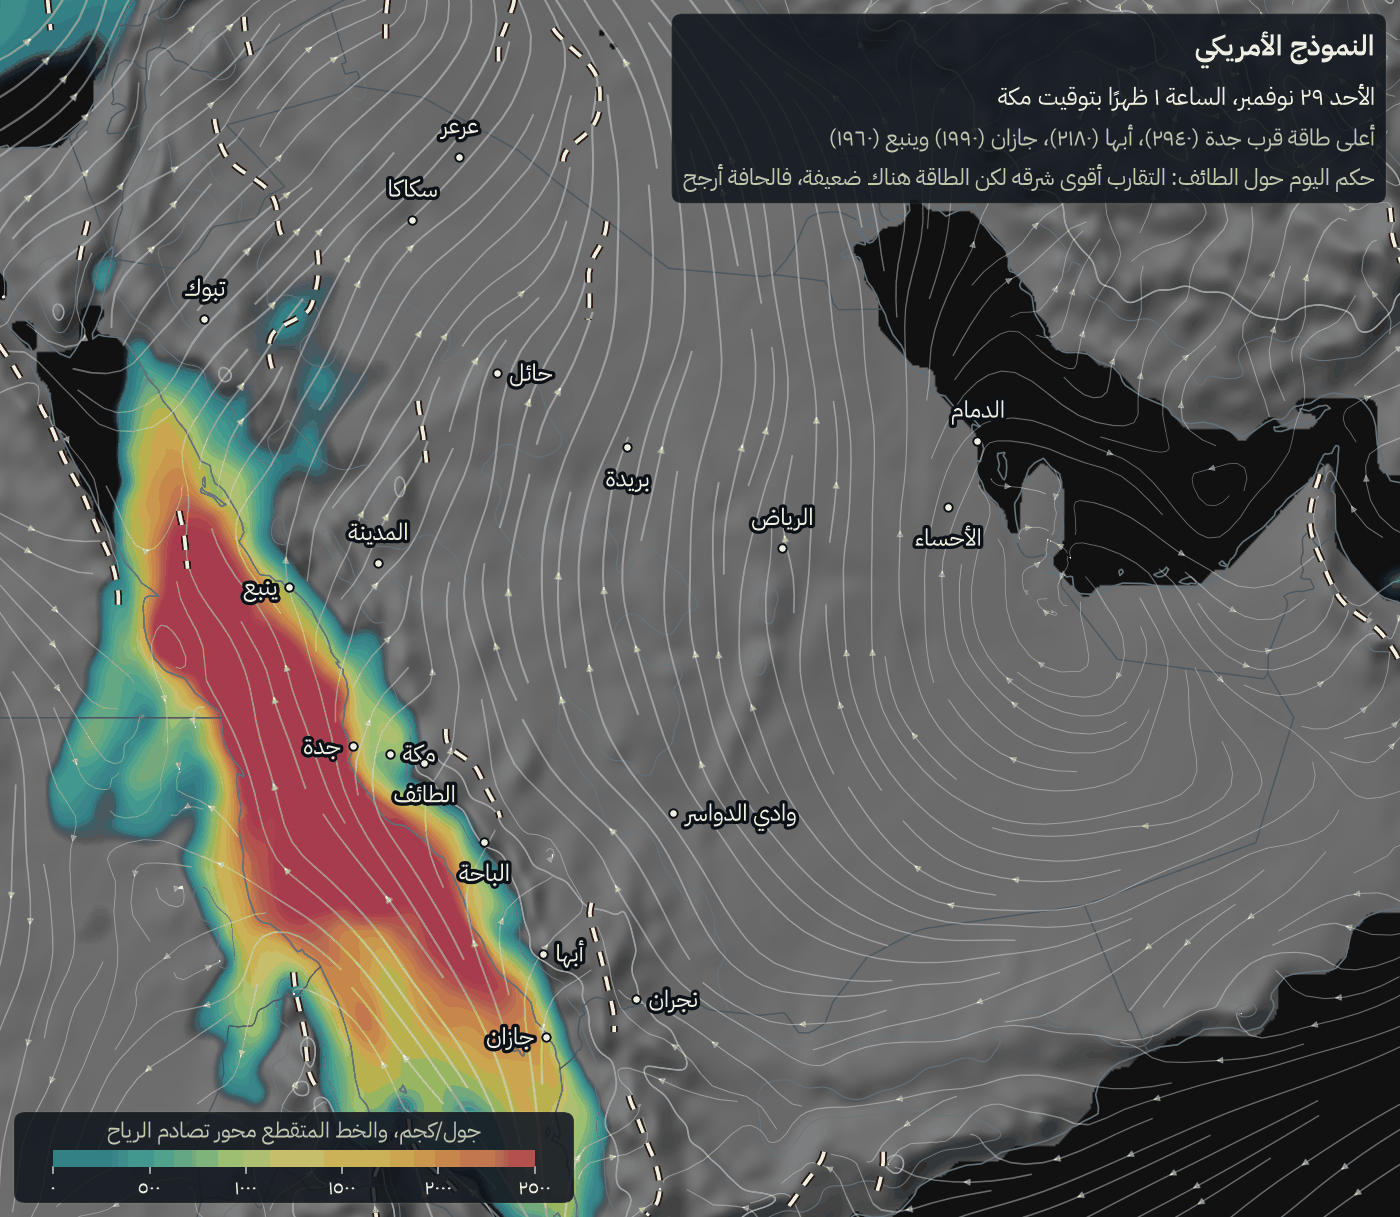 النموذج الأمريكي
الأحد ٢٩ نوفمبر، الساعة ١ ظهرًا بتوقيت مكة
أعلى طاقة قرب جدة (٢٩٤٠)، أبها (٢١٨٠)، جازان (١٩٩٠) وينبع (١٩٦٠)
حكم اليوم حول الطائف: التقارب أقوى شرقه لكن الطاقة هناك ضعيفة، فالحافة أرجح
عرعر
سكاكا
تبوك
حائل
الدمام
بريدة
الرياض
المدينة
الأحساء
ينبع
جدة
مكة
الطائف
وادي الدواسر
الباحة
أبها
نجران
جازان
جول/كجم، والخط المتقطع محور تصادم الرياح
٠ ٥٠٠ ١٠٠٠ ١٥٠٠ ٢٠٠٠ ٢٥٠٠